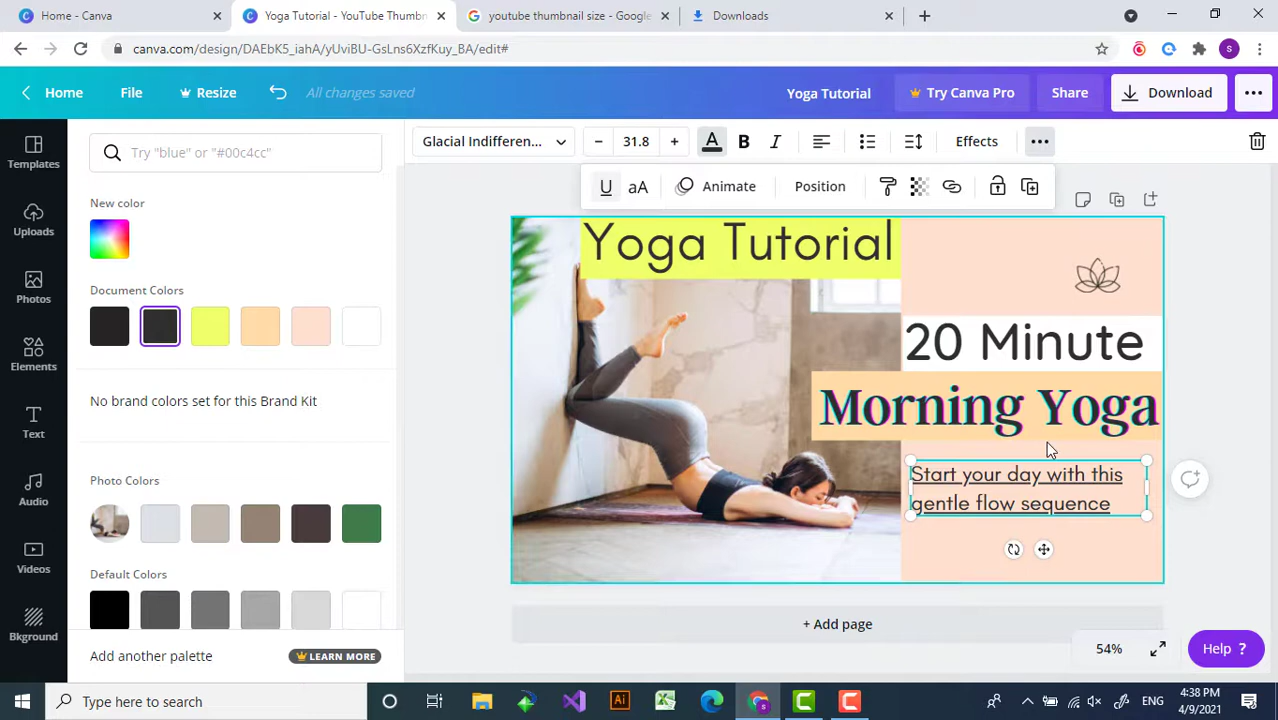 Home - Canva
Yoga Tutorial - YouTube Thumbn
youtube thumbnail size - Google
Downloads
canva.com/design/DAEbK5_iahA/yUviBU-GsLns6XzfKuy_BA/edit#
S
Home
File
Resize
All changes saved
Yoga Tutorial
Try Canva Pro
Share
Download
Templates
Uploads
Photos
Elements
Text
Audio
Videos
Bkground
Try "blue" or "#00c4cc"
New color
Document Colors
No brand colors set for this Brand Kit
Photo Colors
Default Colors
Add another palette
LEARN MORE
Glacial Indifferen...
31.8
A
B
I
Effects
U
aA
Animate
Position
Yoga Tutorial
20 Minute
Morning Yoga
Start your day with this
gentle flow sequence
+ Add page
54%
Help ?
Type here to search
Ai
ENG
4:38 PM
4/9/2021